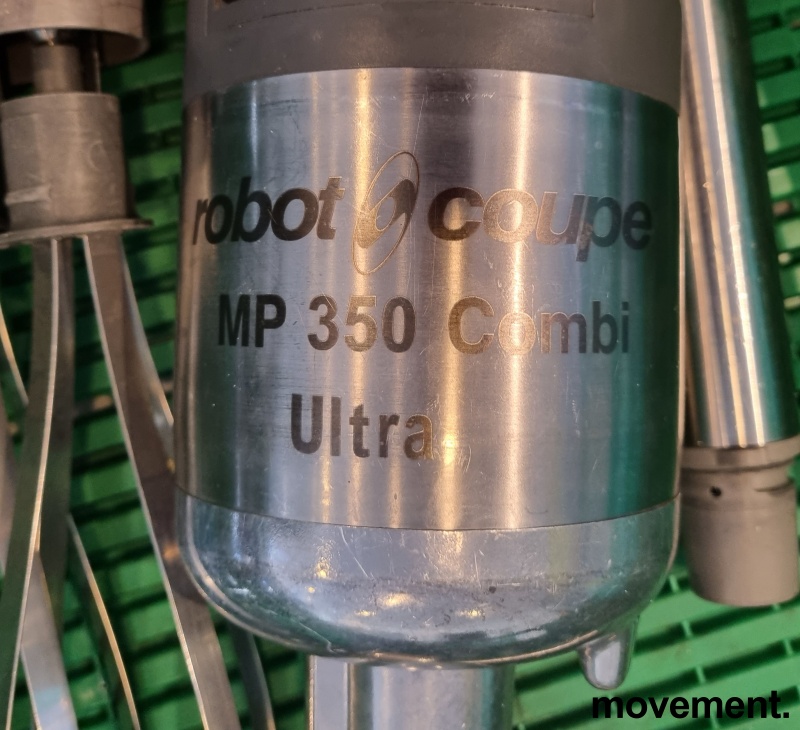 robot coupe
MP 350 Combi
Ultra
movement.